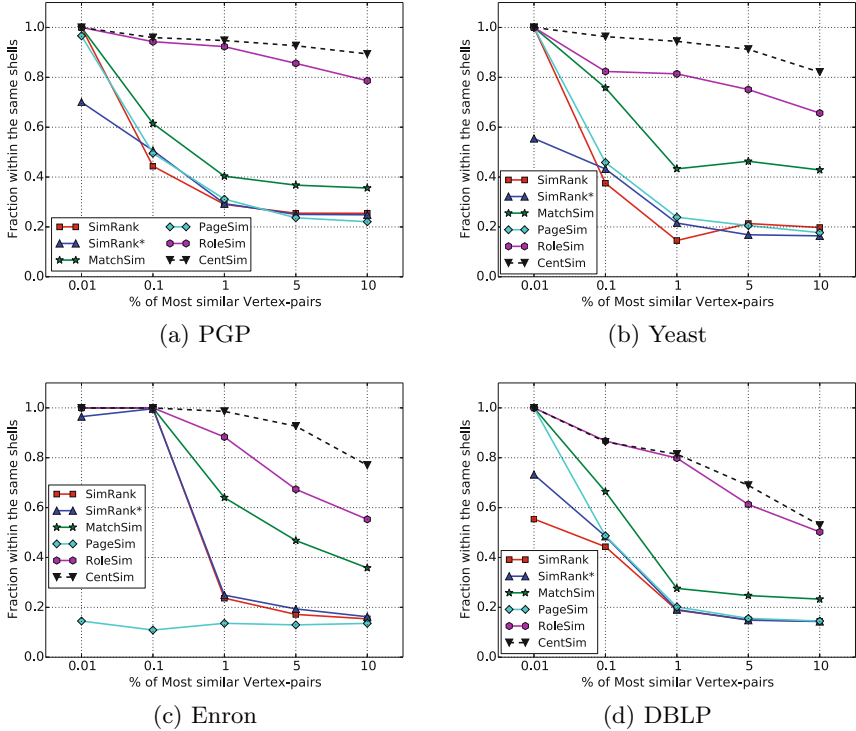 1.0
0.8
0.6
0.4
0.2
0.0
Fraction within the same shells
SimRank
SimRank*
MatchSim
PageSim
RoleSim
CentSim
0.01 0.1 1 5 10
% of Most similar Vertex-pairs
(a) PGP
1.0
0.8
0.6
0.4
0.2
0.0
Fraction within the same shells
SimRank
SimRank*
MatchSim
PageSim
RoleSim
CentSim
0.01 0.1 1 5 10
% of Most similar Vertex-pairs
(b) Yeast
1.0
0.8
0.6
0.4
0.2
0.0
Fraction within the same shells
SimRank
SimRank*
MatchSim
PageSim
RoleSim
CentSim
0.01 0.1 1 5 10
% of Most similar Vertex-pairs
(c) Enron
1.0
0.8
0.6
0.4
0.2
0.0
Fraction within the same shells
SimRank
SimRank*
MatchSim
PageSim
RoleSim
CentSim
0.01 0.1 1 5 10
% of Most similar Vertex-pairs
(d) DBLP